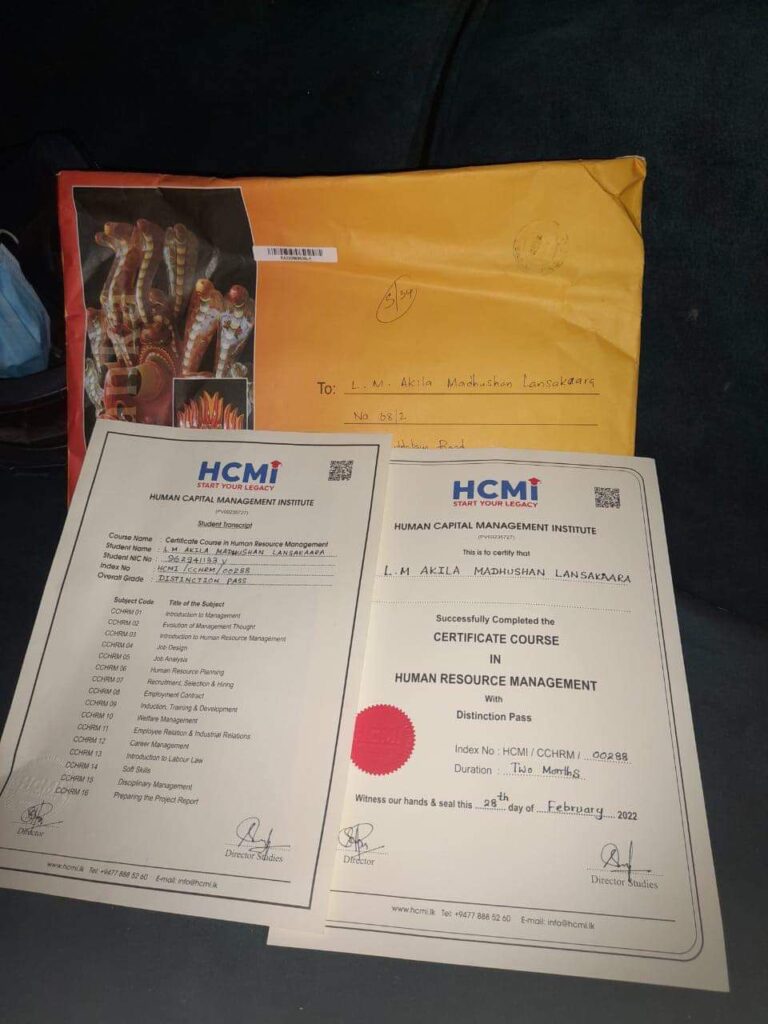 3/34
To: L. M. Akila Madhushan Lansakaara
No 68/2
Road
HCMi
START YOUR LEGACY
HUMAN CAPITAL MANAGEMENT INSTITUTE
(PV00235727)
Student Transcript
Course Name : Certificate Course in Human Resource Management
Student Name : L.M AKILA MADHUSHAN LANSAKAARA
Student NIC No : 962941133 V
Index No : HCMI / CCHRM / 00288
Overall Grade : DISTINCTION PASS
Subject Code Title of the Subject
CCHRM 01 Introduction to Management
CCHRM 02 Evolution of Management Thought
CCHRM 03 Introduction to Human Resource Management
CCHRM 04 Job Design
CCHRM 05 Job Analysis
CCHRM 06 Human Resource Planning
CCHRM 07 Recruitment, Selection & Hiring
CCHRM 08 Employment Contract
CCHRM 09 Induction, Training & Development
CCHRM 10 Welfare Management
CCHRM 11 Employee Relation & Industrial Relations
CCHRM 12 Career Management
CCHRM 13 Introduction to Labour Law
CCHRM 14 Soft Skills
CCHRM 15 Disciplinary Management
CCHRM 16 Preparing the Project Report
Director
Director Studies
www.hcmi.lk Tel: +9477 888 52 60 E-mail: info@hcmi.lk
HCMi
START YOUR LEGACY
HUMAN CAPITAL MANAGEMENT INSTITUTE
(PV00235727)
This is to certify that
L.M AKILA MADHUSHAN LANSAKAARA
Successfully Completed the
CERTIFICATE COURSE
IN
HUMAN RESOURCE MANAGEMENT
With
Distinction Pass
HCMI
Index No : HCMI / CCHRM / 00288
Duration : Two Months
Witness our hands & seal this 28th day of February 2022
Director
Director Studies
www.hcmi.lk Tel: +9477 888 52 60 E-mail: info@hcmi.lk